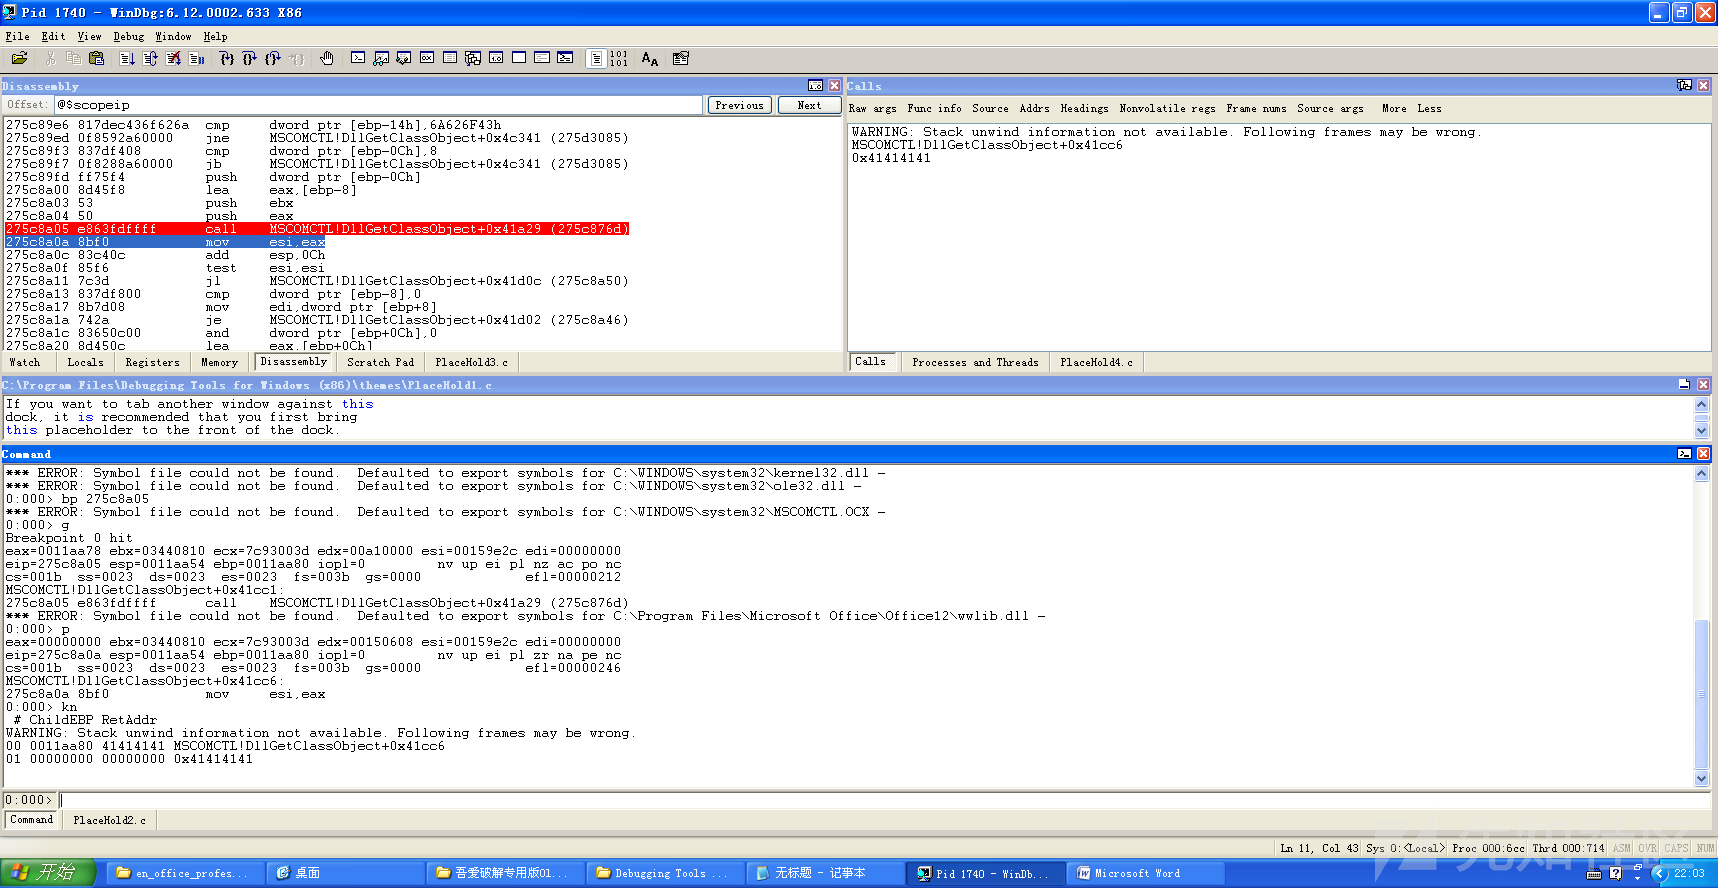 Pid 1740 - WinDbg:6.12.0002.633 X86
File Edit View Debug Window Help
Disassembly
Offset: @$scopeip Previous Next
275c89e6 817dec436f626a cmp dword ptr [ebp-14h],6A626F43h
275c89ed 0f8592a60000 jne MSCOMCTL!DllGetClassObject+0x4c341 (275d3085)
275c89f3 837df408 cmp dword ptr [ebp-0Ch],8
275c89f7 0f8288a60000 jb MSCOMCTL!DllGetClassObject+0x4c341 (275d3085)
275c89fd ff75f4 push dword ptr [ebp-0Ch]
275c8a00 8d45f8 lea eax,[ebp-8]
275c8a03 53 push ebx
275c8a04 50 push eax
275c8a05 e863fdffff call MSCOMCTL!DllGetClassObject+0x41a29 (275c876d)
275c8a0a 8bf0 mov esi,eax
275c8a0c 83c40c add esp,0Ch
275c8a0f 85f6 test esi,esi
275c8a11 7c3d jl MSCOMCTL!DllGetClassObject+0x41d0c (275c8a50)
275c8a13 837df800 cmp dword ptr [ebp-8],0
275c8a17 8b7d08 mov edi,dword ptr [ebp+8]
275c8a1a 742a je MSCOMCTL!DllGetClassObject+0x41d02 (275c8a46)
275c8a1c 83650c00 and dword ptr [ebp+0Ch],0
275c8a20 8d450c lea eax,[ebp+0Ch]
Watch Locals Registers Memory Disassembly Scratch Pad PlaceHold3.c
Calls
Raw args Func info Source Addrs Headings Nonvolatile regs Frame nums Source args More Less
WARNING: Stack unwind information not available. Following frames may be wrong.
MSCOMCTL!DllGetClassObject+0x41cc6
0x41414141
Calls Processes and Threads PlaceHold4.c
C:\Program Files\Debugging Tools for Windows (x86)\themes\PlaceHold1.c
If you want to tab another window against this
dock, it is recommended that you first bring
this placeholder to the front of the dock.
Command
*** ERROR: Symbol file could not be found.  Defaulted to export symbols for C:\WINDOWS\system32\kernel32.dll -
*** ERROR: Symbol file could not be found.  Defaulted to export symbols for C:\WINDOWS\system32\ole32.dll -
0:000> bp 275c8a05
*** ERROR: Symbol file could not be found.  Defaulted to export symbols for C:\WINDOWS\system32\MSCOMCTL.OCX -
0:000> g
Breakpoint 0 hit
eax=0011aa78 ebx=03440810 ecx=7c93003d edx=00a10000 esi=00159e2c edi=00000000
eip=275c8a05 esp=0011aa54 ebp=0011aa80 iopl=0 nv up ei pl nz ac po nc
cs=001b ss=0023 ds=0023 es=0023 fs=003b gs=0000 efl=00000212
MSCOMCTL!DllGetClassObject+0x41cc1:
275c8a05 e863fdffff call MSCOMCTL!DllGetClassObject+0x41a29 (275c876d)
*** ERROR: Symbol file could not be found.  Defaulted to export symbols for C:\Program Files\Microsoft Office\Office12\wwlib.dll -
0:000> p
eax=00000000 ebx=03440810 ecx=7c93003d edx=00150608 esi=00159e2c edi=00000000
eip=275c8a0a esp=0011aa54 ebp=0011aa80 iopl=0 nv up ei pl zr na pe nc
cs=001b ss=0023 ds=0023 es=0023 fs=003b gs=0000 efl=00000246
MSCOMCTL!DllGetClassObject+0x41cc6:
275c8a0a 8bf0 mov esi,eax
0:000> kn
# ChildEBP RetAddr
WARNING: Stack unwind information not available. Following frames may be wrong.
00 0011aa80 41414141 MSCOMCTL!DllGetClassObject+0x41cc6
01 00000000 00000000 0x41414141
0:000>
Command PlaceHold2.c
Ln 11, Col 43 Sys 0:<Local> Proc 000:6cc Thrd 000:714 ASM OVR CAPS NUM
先知社区
开始 en_office_profes... 桌面 吾爱破解专用版01... Debugging Tools ... 无标题 - 记事本 Pid 1740 - WinDb... Microsoft Word 22:03